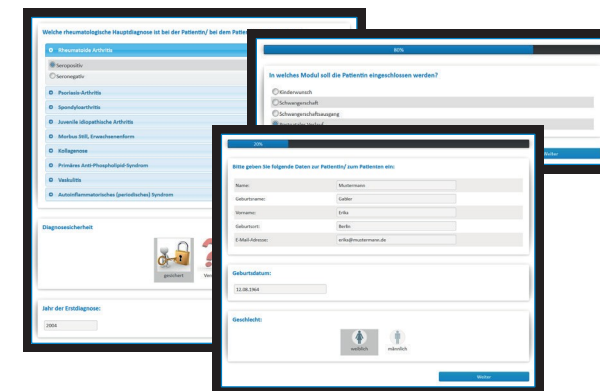 Welche rheumatologische Hauptdiagnose ist bei der Patientin/ bei dem
Rheumatoide Arthritis
Seropositiv
Seronegativ
Psoriasis-Arthritis
Spondyloarthritis
Juvenile idiopathische Arthritis
Morbus Still, Erwachsenenform
Kollagenose
Primäres Anti-Phospholipid-Syndrom
Vaskulitis
Autoinflammatorisches (periodisches) Syndrom
Diagnosesicherheit
gesichert
Jahr der Erstdiagnose:
2004
80%
In welches Modul soll die Patientin eingeschlossen werden?
Kinderwunsch
Schwangerschaft
Schwangerschaftsausgang
Weiter
20%
Bitte geben Sie folgende Daten zur Patientin/ zum Patienten ein:
Name: Mustermann
Geburtsname: Gabler
Vorname: Erika
Geburtsort: Berlin
E-Mail-Adresse: erika@mustermann.de
Geburtsdatum:
12.08.1964
Geschlecht:
weiblich männlich
Weiter